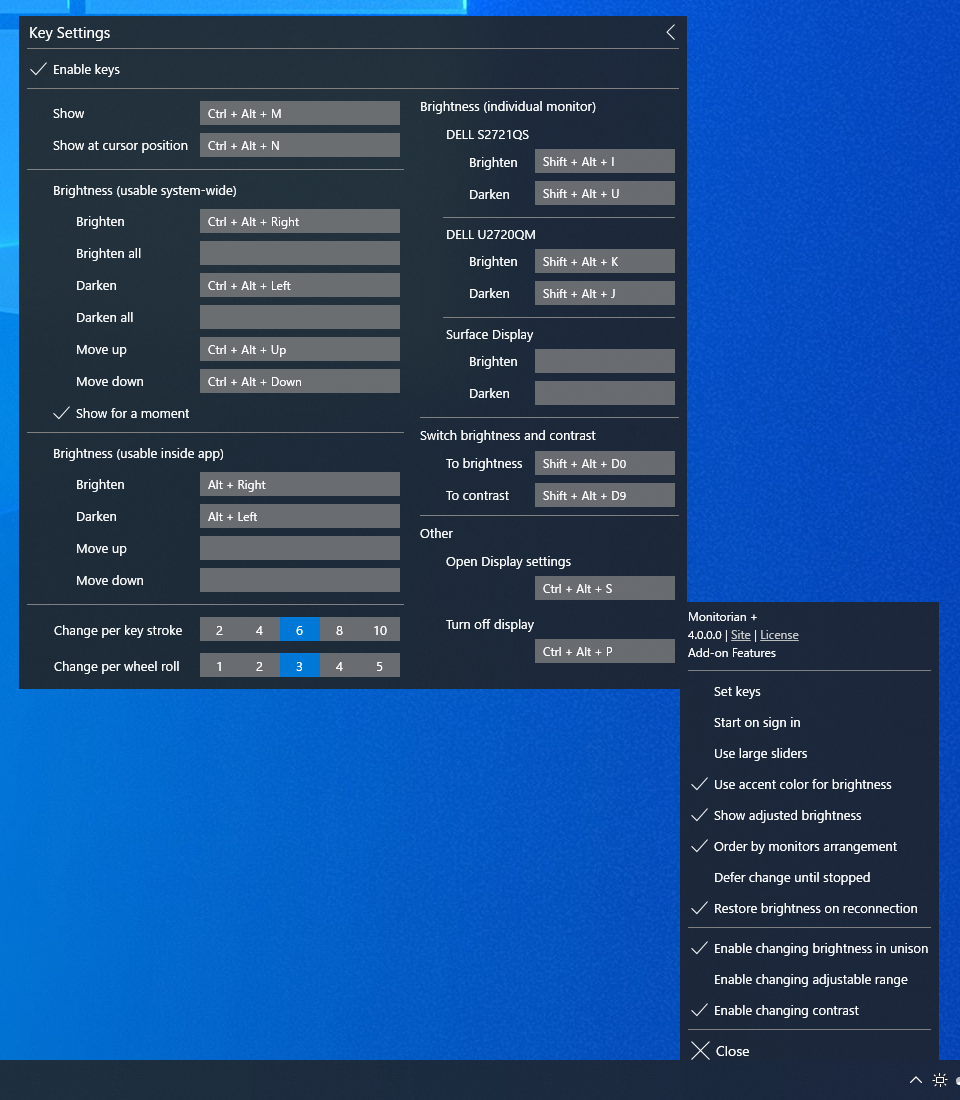 Key Settings
Enable keys
Show Ctrl + Alt + M
Show at cursor position Ctrl + Alt + N
Brightness (usable system-wide)
Brighten Ctrl + Alt + Right
Brighten all
Darken Ctrl + Alt + Left
Darken all
Move up Ctrl + Alt + Up
Move down Ctrl + Alt + Down
Show for a moment
Brightness (usable inside app)
Brighten Alt + Right
Darken Alt + Left
Move up
Move down
Change per key stroke 2 4 6 8 10
Change per wheel roll 1 2 3 4 5
Brightness (individual monitor)
DELL S2721QS
Brighten Shift + Alt + I
Darken Shift + Alt + U
DELL U2720QM
Brighten Shift + Alt + K
Darken Shift + Alt + J
Surface Display
Brighten
Darken
Switch brightness and contrast
To brightness Shift + Alt + D0
To contrast Shift + Alt + D9
Other
Open Display settings
Ctrl + Alt + S
Turn off display
Ctrl + Alt + P
Monitorian +
4.0.0.0 | Site | License
Add-on Features
Set keys
Start on sign in
Use large sliders
Use accent color for brightness
Show adjusted brightness
Order by monitors arrangement
Defer change until stopped
Restore brightness on reconnection
Enable changing brightness in unison
Enable changing adjustable range
Enable changing contrast
Close